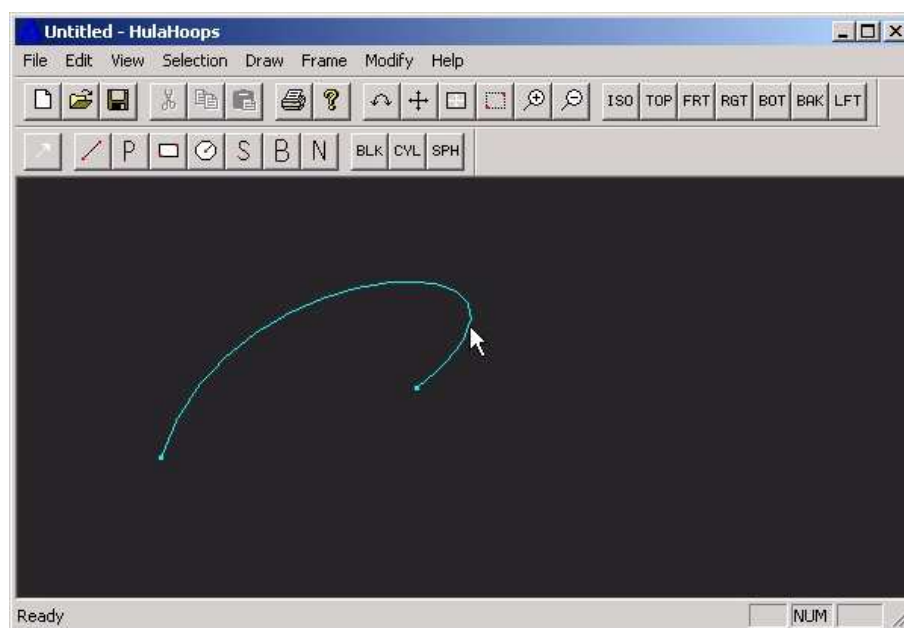 Untitled - HulaHoops
File Edit View Selection Draw Frame Modify Help
ISO TOP FRT RGT BOT BAK LFT
P S B N BLK CYL SPH
Ready NUM